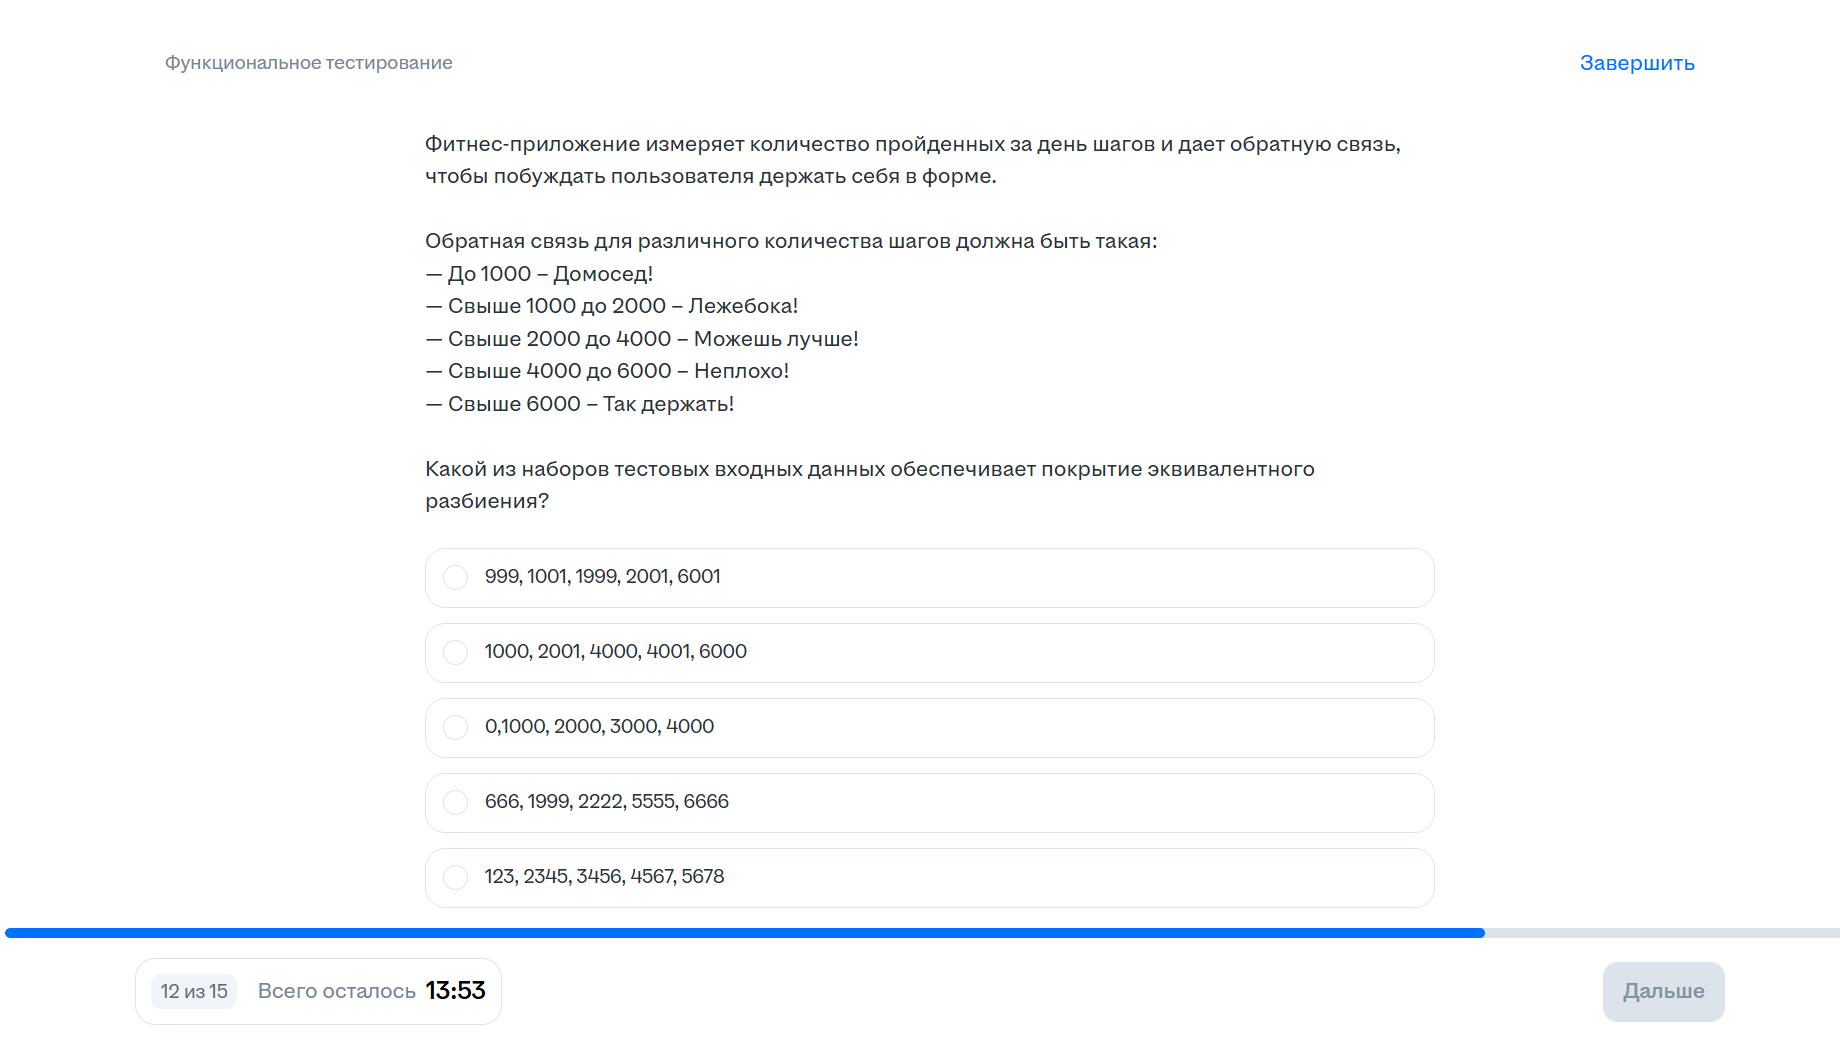 Функциональное тестирование
Завершить
Фитнес-приложение измеряет количество пройденных за день шагов и дает обратную связь,
чтобы побуждать пользователя держать себя в форме.
Обратная связь для различного количества шагов должна быть такая:
— До 1000 – Домосед!
— Свыше 1000 до 2000 – Лежебока!
— Свыше 2000 до 4000 – Можешь лучше!
— Свыше 4000 до 6000 – Неплохо!
— Свыше 6000 – Так держать!
Какой из наборов тестовых входных данных обеспечивает покрытие эквивалентного
разбиения?
999, 1001, 1999, 2001, 6001
1000, 2001, 4000, 4001, 6000
0,1000, 2000, 3000, 4000
666, 1999, 2222, 5555, 6666
123, 2345, 3456, 4567, 5678
12 из 15
Всего осталось 13:53
Дальше